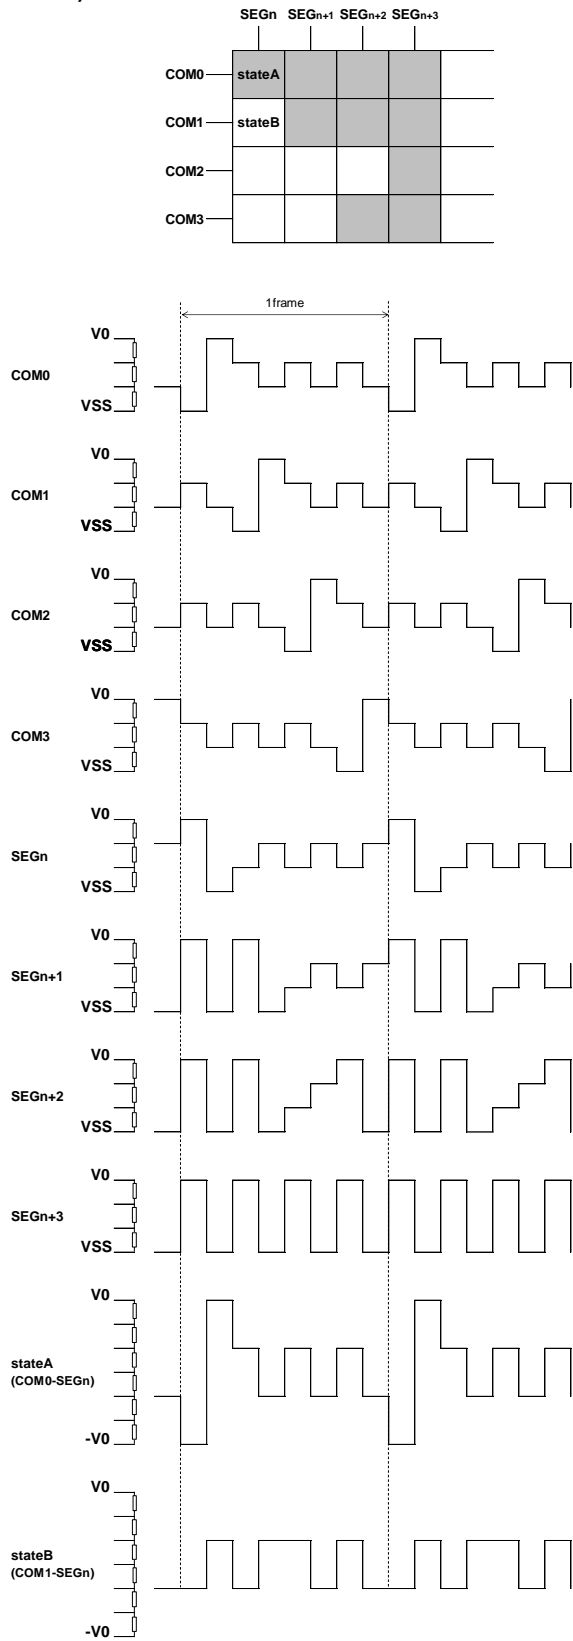 SEGn SEGn+1 SEGn+2 SEGn+3
COM0 stateA
COM1 stateB
COM2
COM3
1frame
V0
COM0
VSS
V0
COM1
VSS
V0
COM2
VSS
V0
COM3
VSS
V0
SEGn
VSS
V0
SEGn+1
VSS
V0
SEGn+2
VSS
V0
SEGn+3
VSS
V0
stateA
(COM0-SEGn)
-V0
V0
stateB
(COM1-SEGn)
-V0